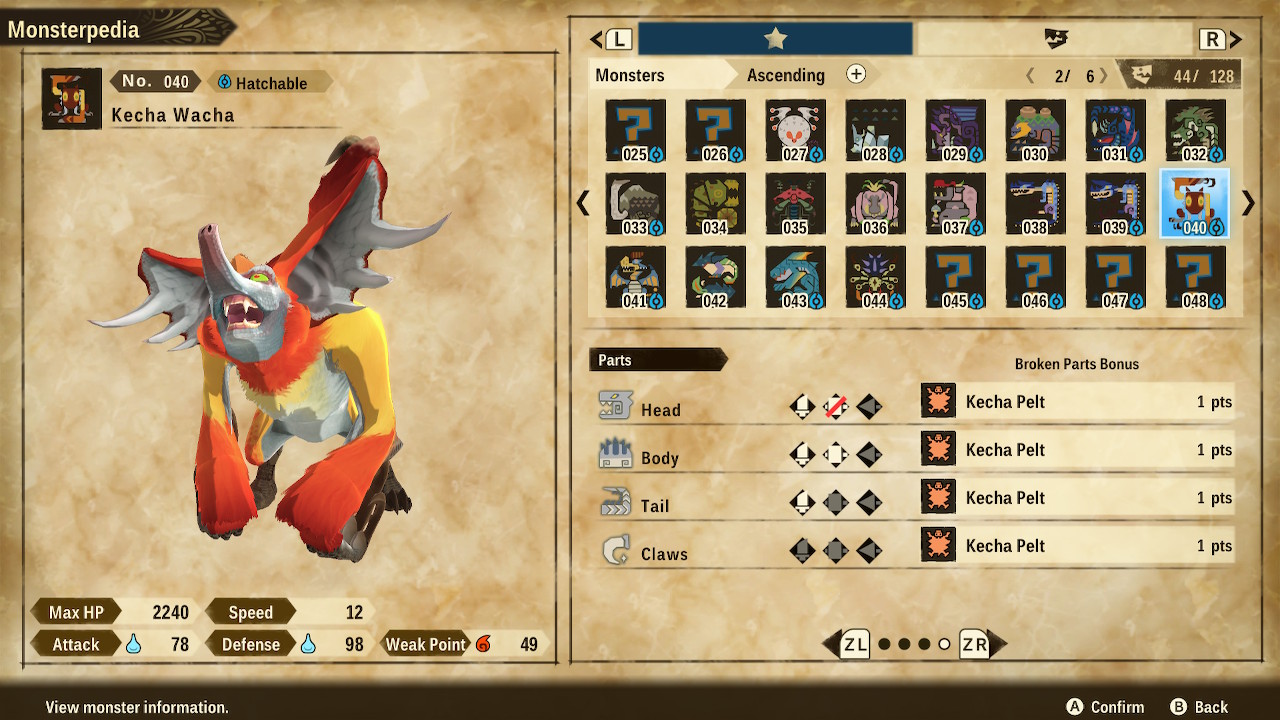 Monsterpedia
No. 040
Hatchable
Kecha Wacha
L
R
Monsters
Ascending
2/ 6
44/ 128
025 026 027 028 029 030 031 032
033 034 035 036 037 038 039 040
041 042 043 044 045 046 047 048
Parts
Broken Parts Bonus
Head
Kecha Pelt 1 pts
Body
Kecha Pelt 1 pts
Tail
Kecha Pelt 1 pts
Claws
Kecha Pelt 1 pts
Max HP 2240 Speed 12
Attack 78 Defense 98 Weak Point 49
ZL ZR
View monster information.
A Confirm B Back